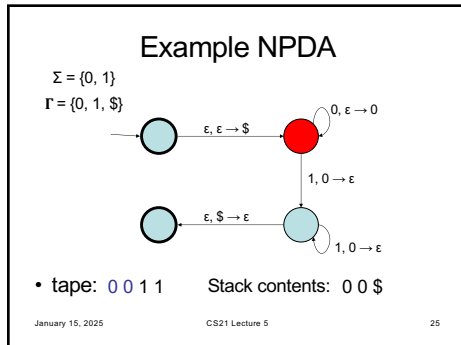 Example NPDA
Σ = {0, 1}
Γ = {0, 1, $}
ε, ε → $
0, ε → 0
1, 0 → ε
ε, $ → ε
1, 0 → ε
• tape: 0 0 1 1 Stack contents: 0 0 $
January 15, 2025 CS21 Lecture 5 25